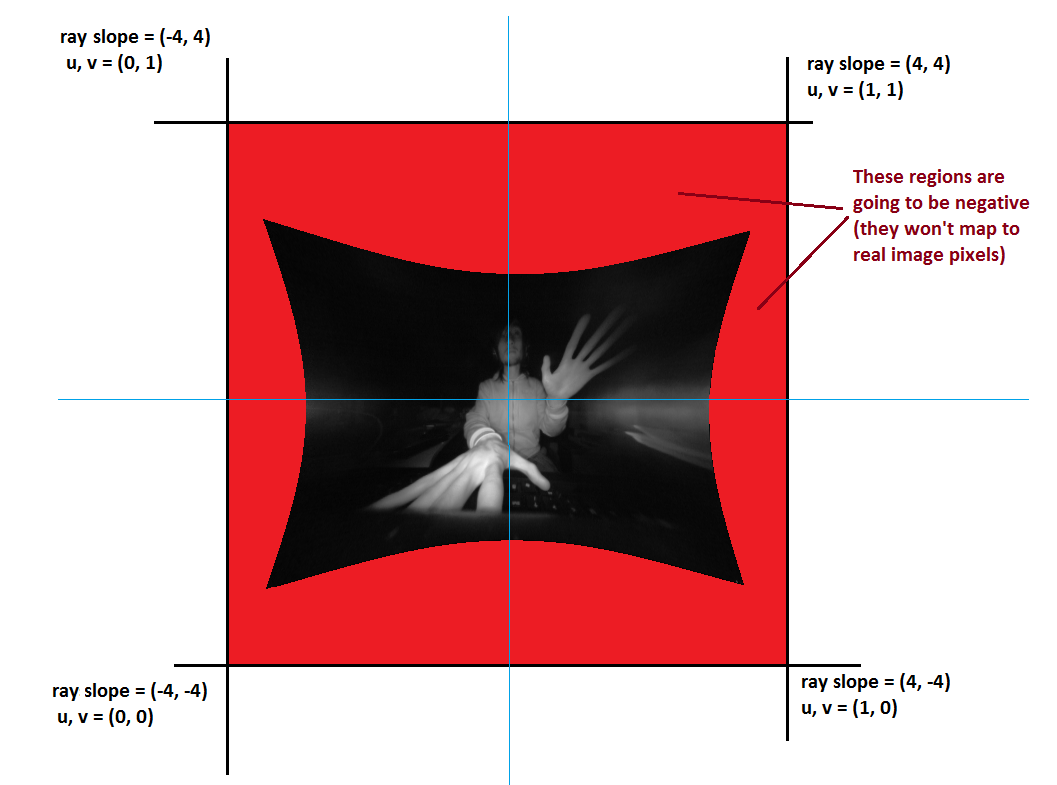 ray slope = (-4, 4)
u, v = (0, 1)
ray slope = (4, 4)
u, v = (1, 1)
These regions are
going to be negative
(they won't map to
real image pixels)
ray slope = (-4, -4)
u, v = (0, 0)
ray slope = (4, -4)
u, v = (1, 0)